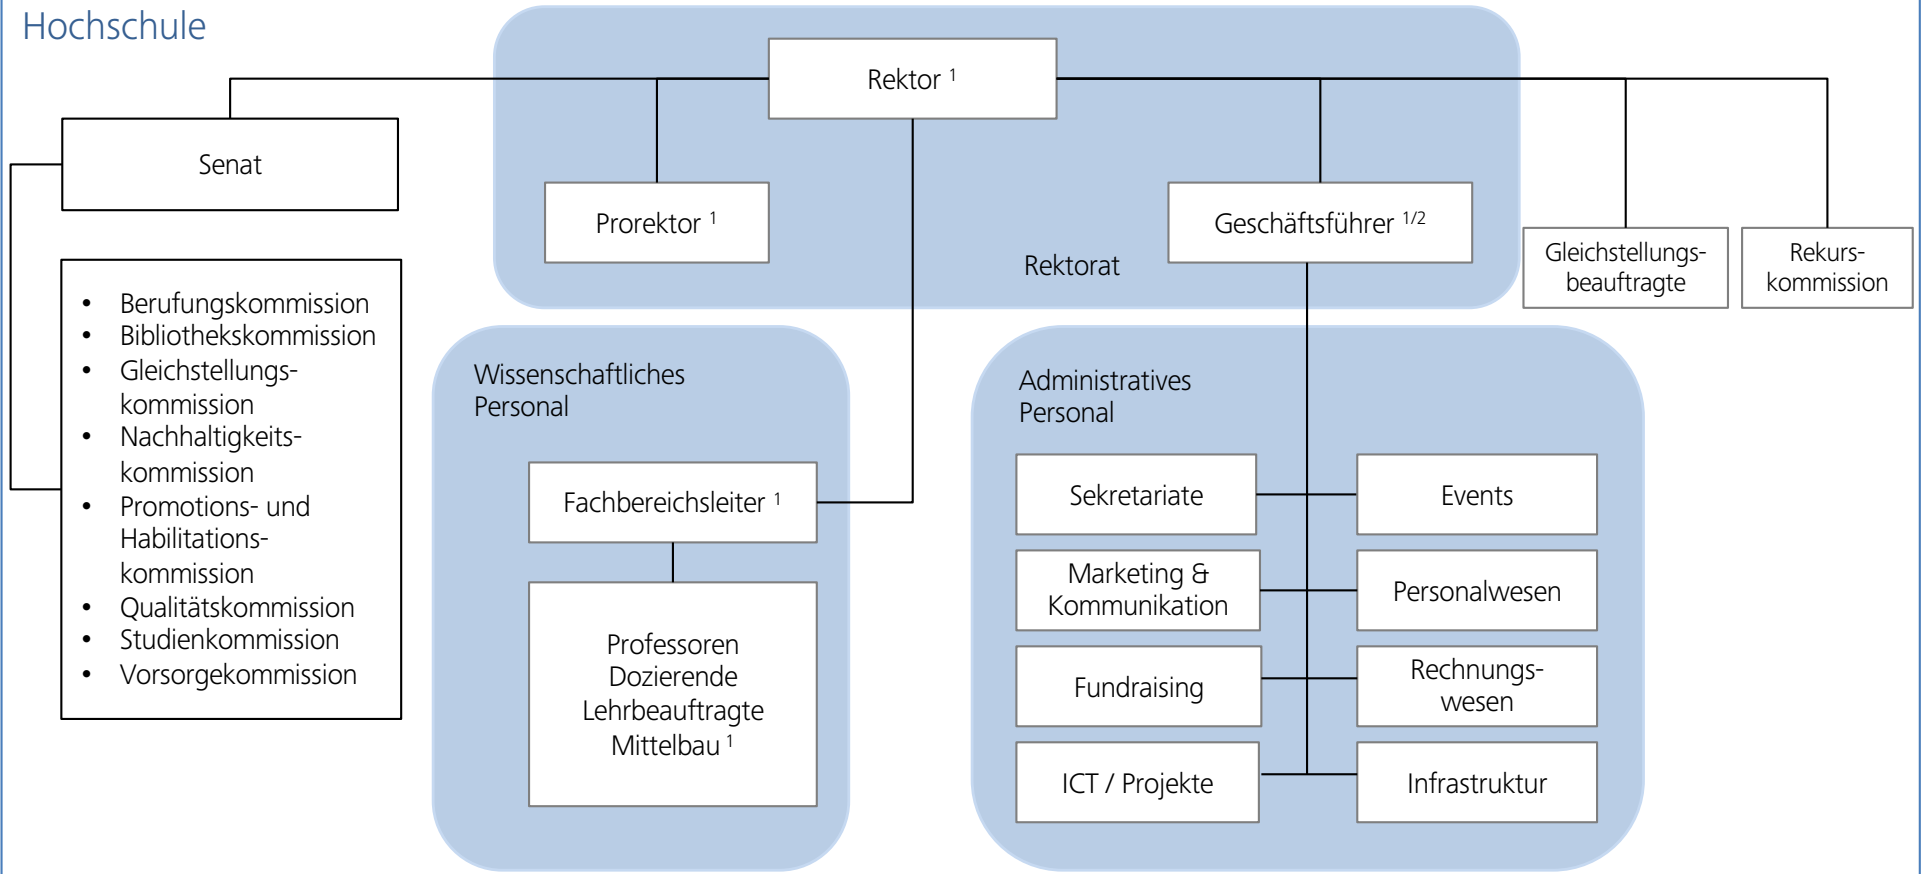 Hochschule
Rektor ¹
Senat
Prorektor ¹
Geschäftsführer ¹/²
Rektorat
Gleichstellungs-
beauftragte
Rekurs-
kommission
• Berufungskommission
• Bibliothekskommission
• Gleichstellungs-
kommission
• Nachhaltigkeits-
kommission
• Promotions- und
Habilitations-
kommission
• Qualitätskommission
• Studienkommission
• Vorsorgekommission
Wissenschaftliches
Personal
Fachbereichsleiter ¹
Professoren
Dozierende
Lehrbeauftragte
Mittelbau ¹
Administratives
Personal
Sekretariate
Events
Marketing &
Kommunikation
Personalwesen
Fundraising
Rechnungs-
wesen
ICT / Projekte
Infrastruktur